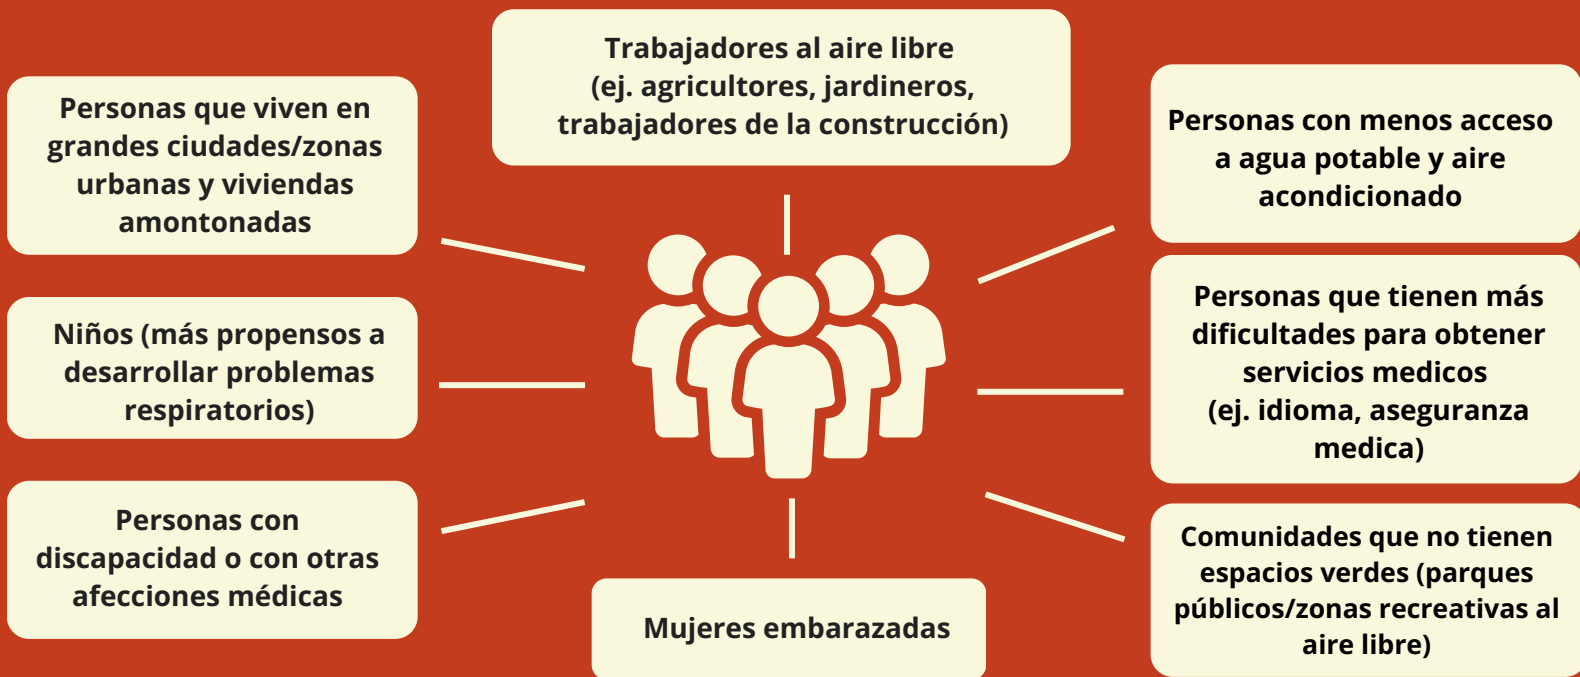 Trabajadores al aire libre
(ej. agricultores, jardineros,
trabajadores de la construcción)
Personas que viven en
grandes ciudades/zonas
urbanas y viviendas
amontonadas
Personas con menos acceso
a agua potable y aire
acondicionado
Niños (más propensos a
desarrollar problemas
respiratorios)
Personas que tienen más
dificultades para obtener
servicios medicos
(ej. idioma, aseguranza
medica)
Personas con
discapacidad o con otras
afecciones médicas
Mujeres embarazadas
Comunidades que no tienen
espacios verdes (parques
públicos/zonas recreativas al
aire libre)